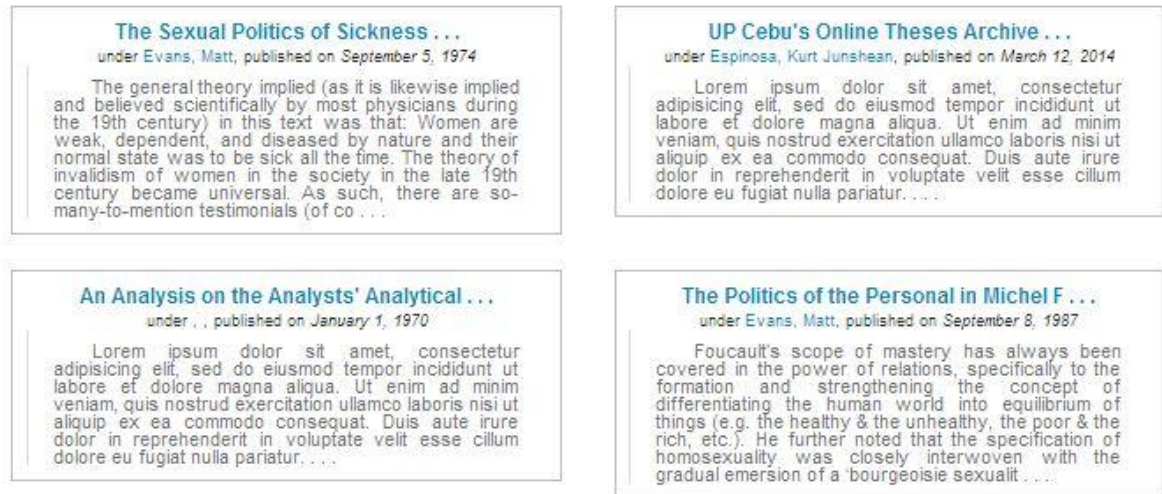 The Sexual Politics of Sickness . . .
under Evans, Matt, published on September 5, 1974
The general theory implied (as it is likewise implied
and believed scientifically by most physicians during
the 19th century) in this text was that: Women are
weak, dependent, and diseased by nature and their
normal state was to be sick all the time. The theory of
invalidism of women in the society in the late 19th
century became universal. As such, there are so-
many-to-mention testimonials (of co . . .
UP Cebu's Online Theses Archive . . .
under Espinosa, Kurt Junshean, published on March 12, 2014
Lorem ipsum dolor sit amet, consectetur
adipisicing elit, sed do eiusmod tempor incididunt ut
labore et dolore magna aliqua. Ut enim ad minim
veniam, quis nostrud exercitation ullamco laboris nisi ut
aliquip ex ea commodo consequat. Duis aute irure
dolor in reprehenderit in voluptate velit esse cillum
dolore eu fugiat nulla pariatur. . . .
An Analysis on the Analysts' Analytical . . .
under , , published on January 1, 1970
Lorem ipsum dolor sit amet, consectetur
adipisicing elit, sed do eiusmod tempor incididunt ut
labore et dolore magna aliqua. Ut enim ad minim
veniam, quis nostrud exercitation ullamco laboris nisi ut
aliquip ex ea commodo consequat. Duis aute irure
dolor in reprehenderit in voluptate velit esse cillum
dolore eu fugiat nulla pariatur. . . .
The Politics of the Personal in Michel F . . .
under Evans, Matt, published on September 8, 1987
Foucault's scope of mastery has always been
covered in the power of relations, specifically to the
formation and strengthening the concept of
differentiating the human world into equilibrium of
things (e.g. the healthy & the unhealthy, the poor & the
rich, etc.). He further noted that the specification of
homosexuality was closely interwoven with the
gradual emersion of a 'bourgeoisie sexualit . . .